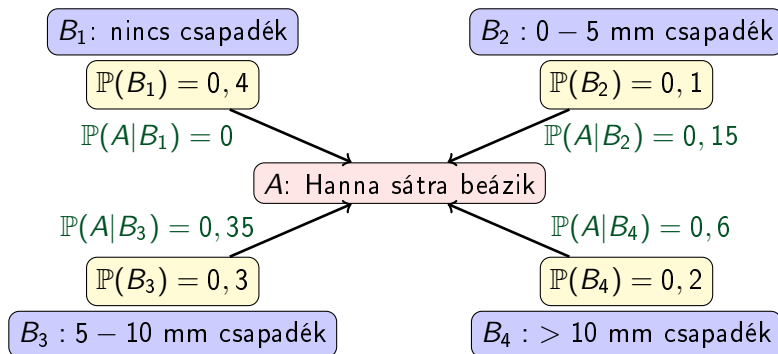 B₁: nincs csapadék
ℙ(B₁) = 0, 4
ℙ(A|B₁) = 0
B₂ : 0 − 5 mm csapadék
ℙ(B₂) = 0, 1
ℙ(A|B₂) = 0, 15
A: Hanna sátra beázik
ℙ(A|B₃) = 0, 35
ℙ(B₃) = 0, 3
B₃ : 5 − 10 mm csapadék
ℙ(A|B₄) = 0, 6
ℙ(B₄) = 0, 2
B₄ : > 10 mm csapadék